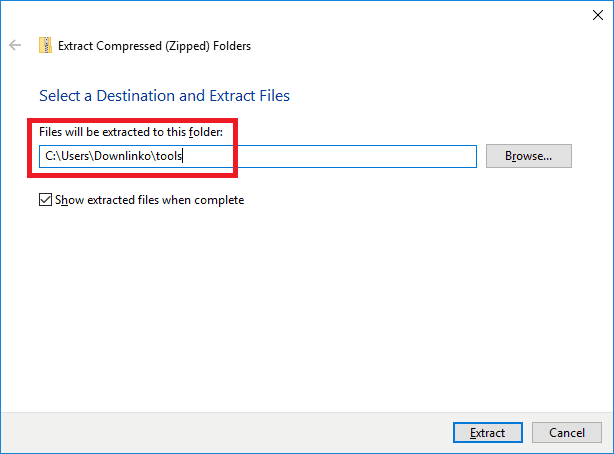 Extract Compressed (Zipped) Folders
Select a Destination and Extract Files
Files will be extracted to this folder:
C:\Users\Downlinko\tools
Browse...
Show extracted files when complete
Extract
Cancel